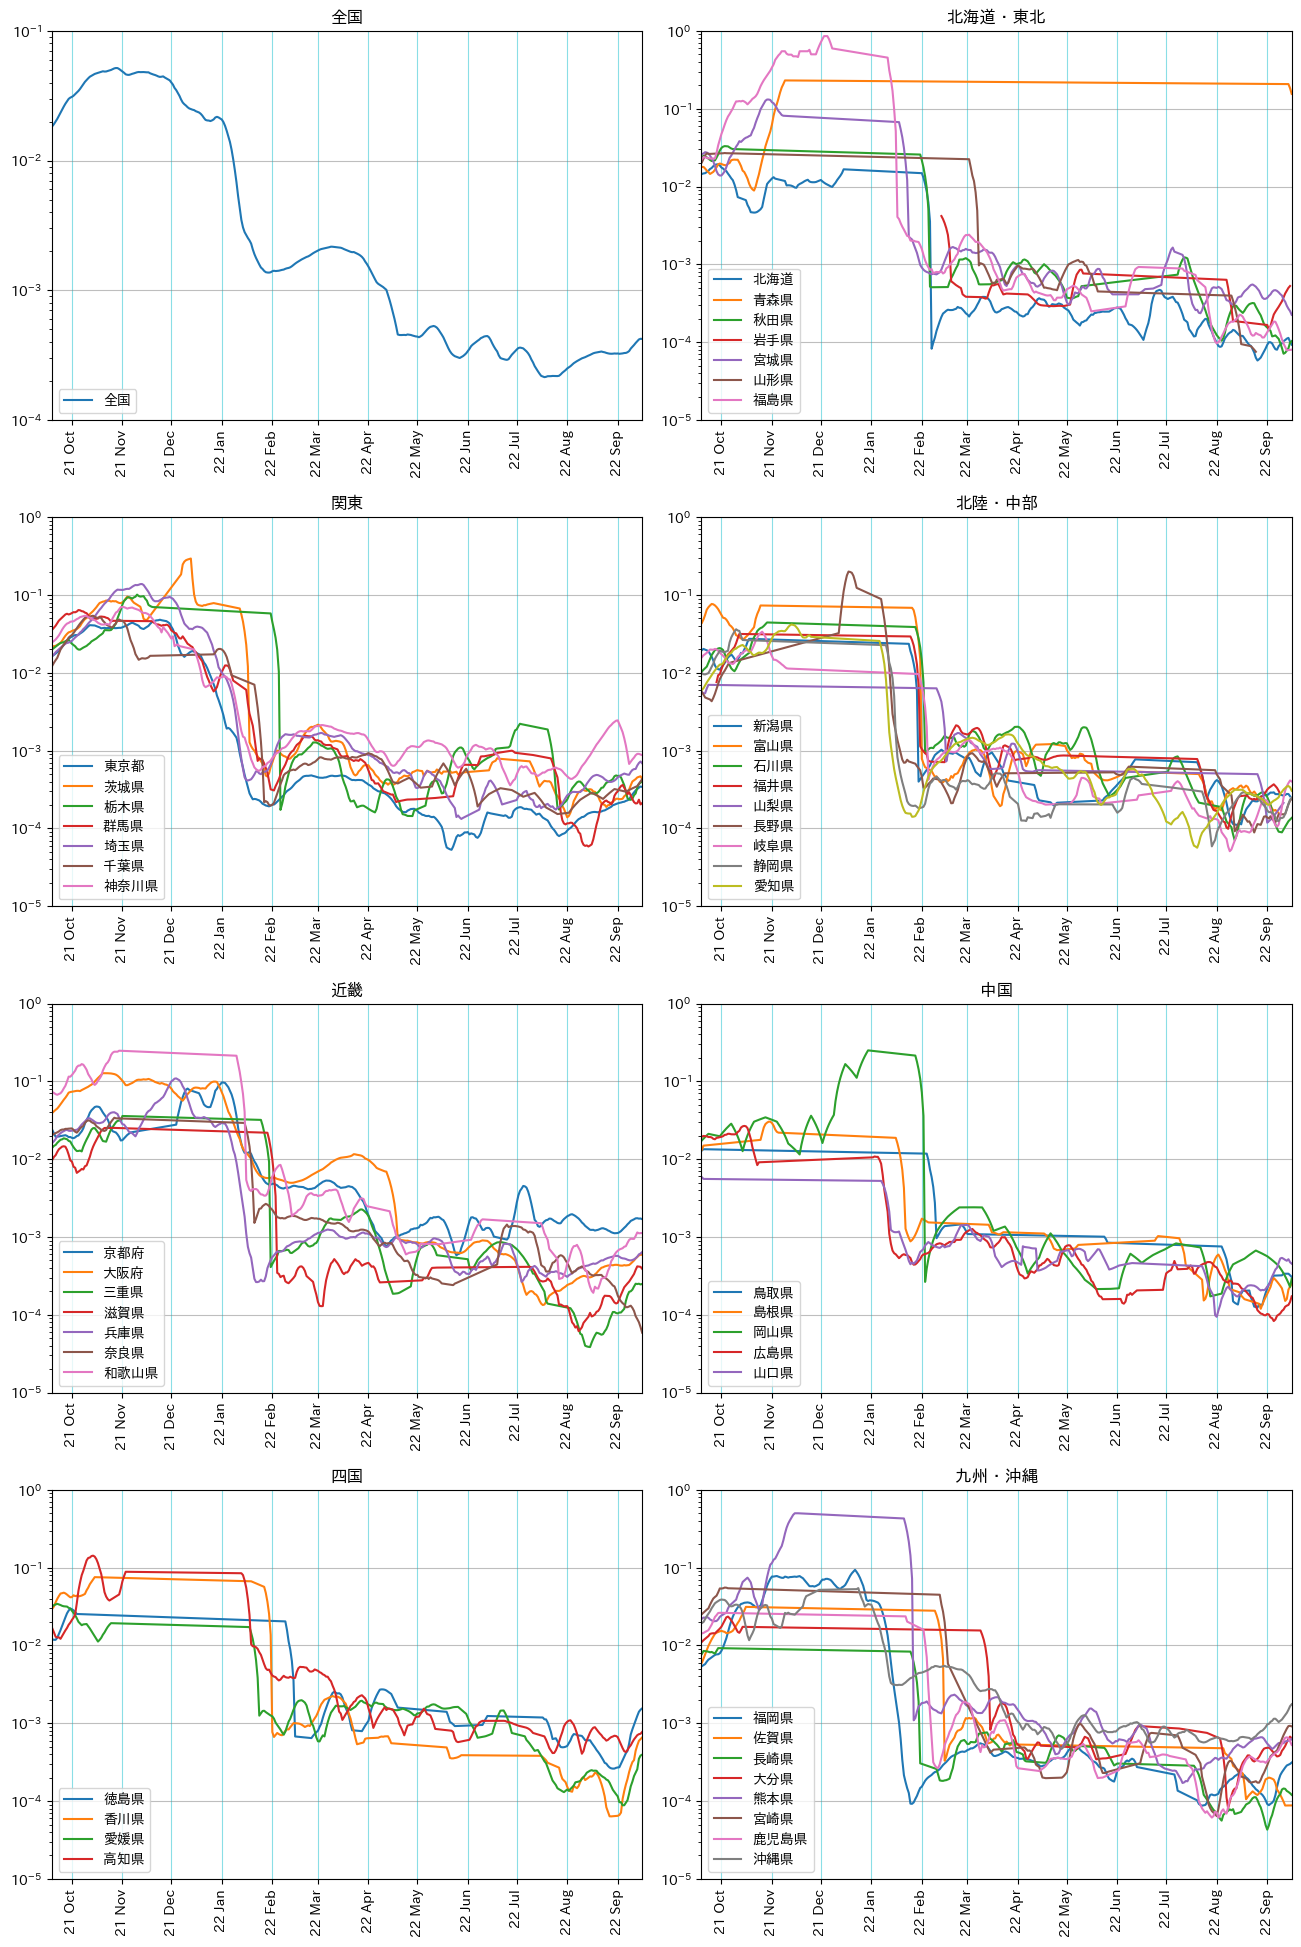 全国
10⁻¹
10⁻²
10⁻³
10⁻⁴
全国
21 Oct
21 Nov
21 Dec
22 Jan
22 Feb
22 Mar
22 Apr
22 May
22 Jun
22 Jul
22 Aug
22 Sep
北海道・東北
10⁰
10⁻¹
10⁻²
10⁻³
10⁻⁴
10⁻⁵
北海道
青森県
秋田県
岩手県
宮城県
山形県
福島県
21 Oct
21 Nov
21 Dec
22 Jan
22 Feb
22 Mar
22 Apr
22 May
22 Jun
22 Jul
22 Aug
22 Sep
関東
10⁰
10⁻¹
10⁻²
10⁻³
10⁻⁴
10⁻⁵
東京都
茨城県
栃木県
群馬県
埼玉県
千葉県
神奈川県
21 Oct
21 Nov
21 Dec
22 Jan
22 Feb
22 Mar
22 Apr
22 May
22 Jun
22 Jul
22 Aug
22 Sep
北陸・中部
10⁰
10⁻¹
10⁻²
10⁻³
10⁻⁴
10⁻⁵
新潟県
富山県
石川県
福井県
山梨県
長野県
岐阜県
静岡県
愛知県
21 Oct
21 Nov
21 Dec
22 Jan
22 Feb
22 Mar
22 Apr
22 May
22 Jun
22 Jul
22 Aug
22 Sep
近畿
10⁰
10⁻¹
10⁻²
10⁻³
10⁻⁴
10⁻⁵
京都府
大阪府
三重県
滋賀県
兵庫県
奈良県
和歌山県
21 Oct
21 Nov
21 Dec
22 Jan
22 Feb
22 Mar
22 Apr
22 May
22 Jun
22 Jul
22 Aug
22 Sep
中国
10⁰
10⁻¹
10⁻²
10⁻³
10⁻⁴
10⁻⁵
鳥取県
島根県
岡山県
広島県
山口県
21 Oct
21 Nov
21 Dec
22 Jan
22 Feb
22 Mar
22 Apr
22 May
22 Jun
22 Jul
22 Aug
22 Sep
四国
10⁰
10⁻¹
10⁻²
10⁻³
10⁻⁴
10⁻⁵
徳島県
香川県
愛媛県
高知県
21 Oct
21 Nov
21 Dec
22 Jan
22 Feb
22 Mar
22 Apr
22 May
22 Jun
22 Jul
22 Aug
22 Sep
九州・沖縄
10⁰
10⁻¹
10⁻²
10⁻³
10⁻⁴
10⁻⁵
福岡県
佐賀県
長崎県
大分県
熊本県
宮崎県
鹿児島県
沖縄県
21 Oct
21 Nov
21 Dec
22 Jan
22 Feb
22 Mar
22 Apr
22 May
22 Jun
22 Jul
22 Aug
22 Sep